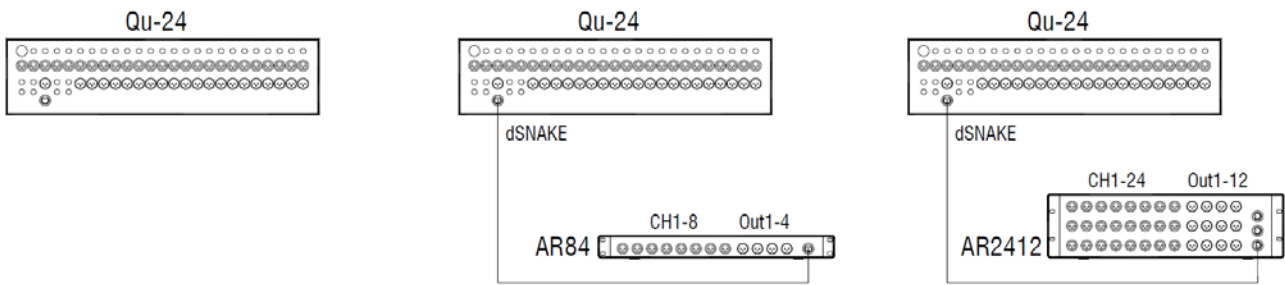 Qu-24
Qu-24
Qu-24
dSNAKE
dSNAKE
CH1-8
Out1-4
AR84
CH1-24
Out1-12
AR2412